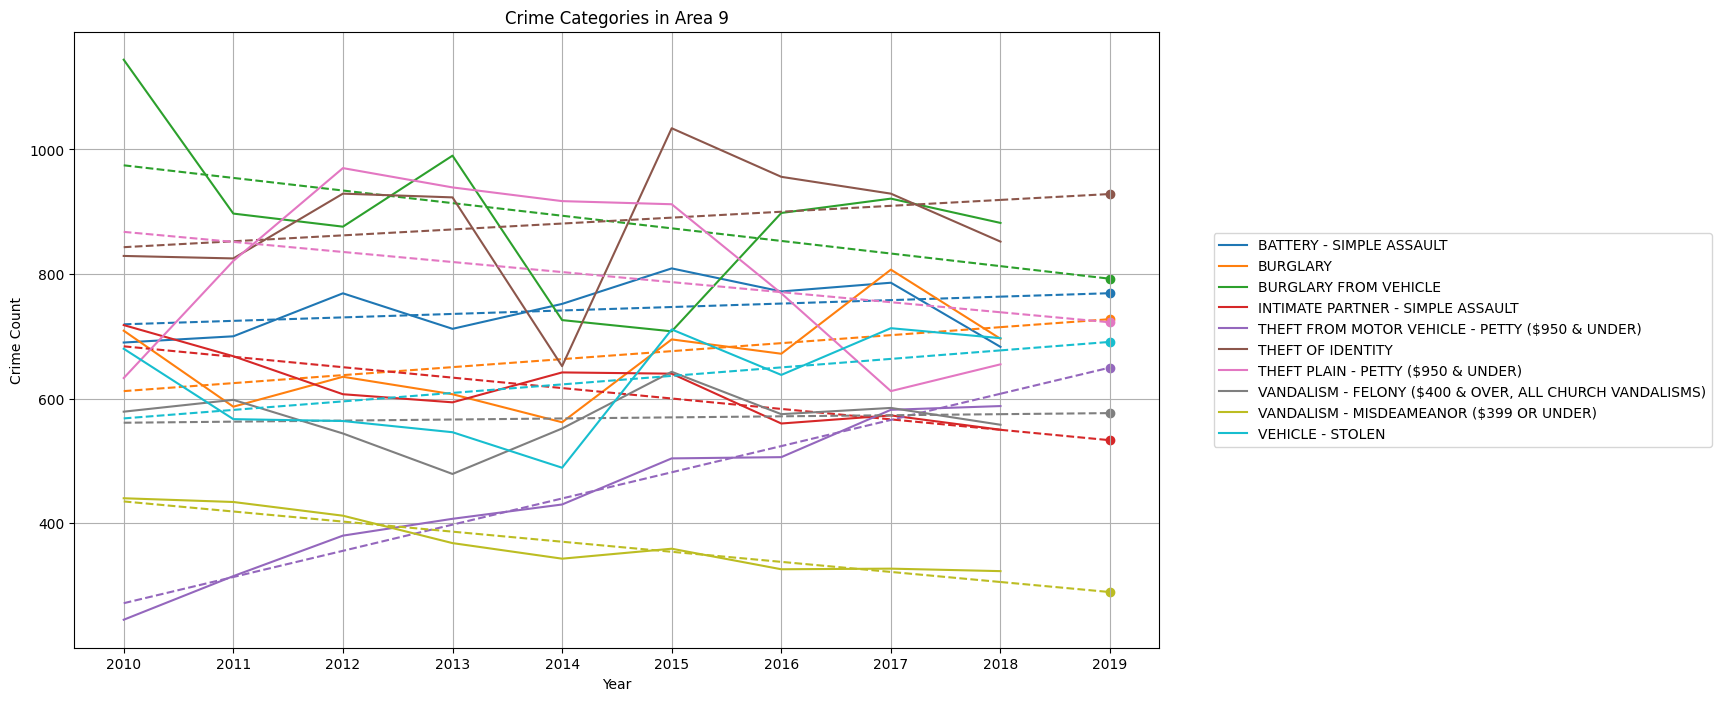 Crime Categories in Area 9
Crime Count
1000
800
600
400
2010 2011 2012 2013 2014 2015 2016 2017 2018 2019
Year
BATTERY - SIMPLE ASSAULT
BURGLARY
BURGLARY FROM VEHICLE
INTIMATE PARTNER - SIMPLE ASSAULT
THEFT FROM MOTOR VEHICLE - PETTY ($950 & UNDER)
THEFT OF IDENTITY
THEFT PLAIN - PETTY ($950 & UNDER)
VANDALISM - FELONY ($400 & OVER, ALL CHURCH VANDALISMS)
VANDALISM - MISDEAMEANOR ($399 OR UNDER)
VEHICLE - STOLEN